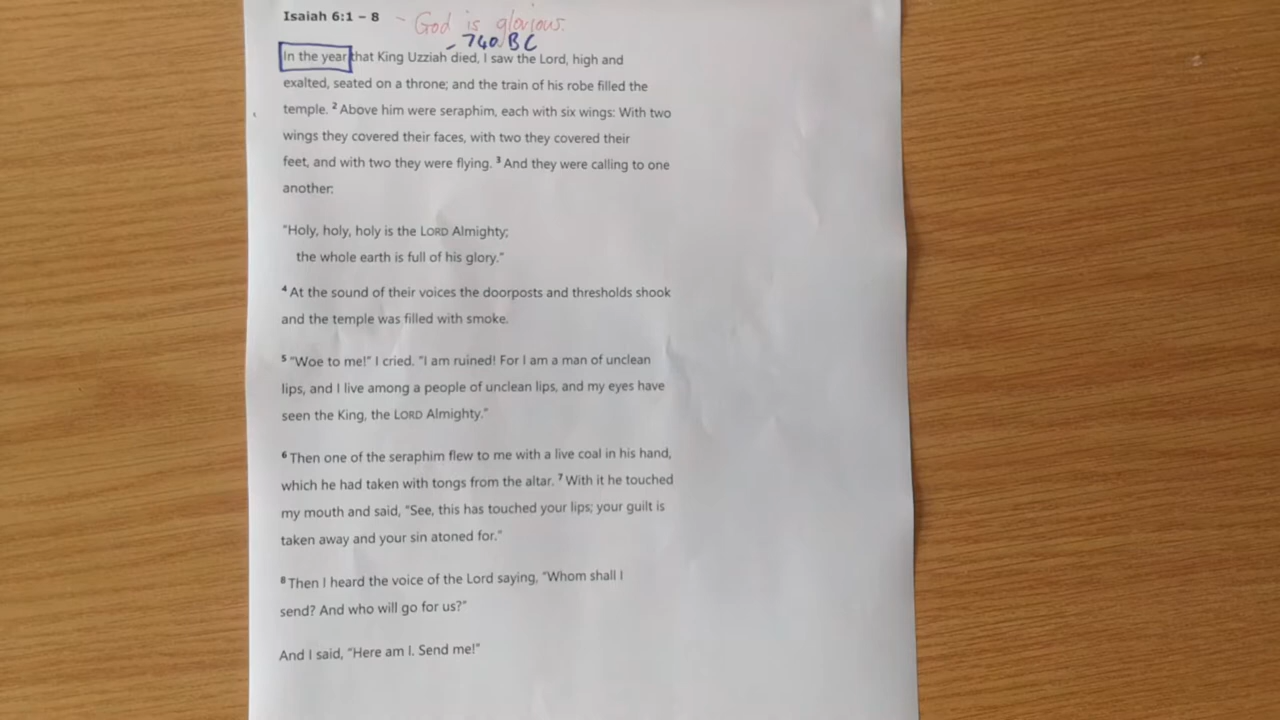 Isaiah 6:1 – 8 - God is glorious.
- 740 BC
In the year that King Uzziah died, I saw the Lord, high and
exalted, seated on a throne; and the train of his robe filled the
temple. ² Above him were seraphim, each with six wings: With two
wings they covered their faces, with two they covered their
feet, and with two they were flying. ³ And they were calling to one
another:
“Holy, holy, holy is the LORD Almighty;
the whole earth is full of his glory.”
⁴ At the sound of their voices the doorposts and thresholds shook
and the temple was filled with smoke.
⁵ “Woe to me!” I cried. “I am ruined! For I am a man of unclean
lips, and I live among a people of unclean lips, and my eyes have
seen the King, the LORD Almighty.”
⁶ Then one of the seraphim flew to me with a live coal in his hand,
which he had taken with tongs from the altar. ⁷ With it he touched
my mouth and said, “See, this has touched your lips; your guilt is
taken away and your sin atoned for.”
⁸ Then I heard the voice of the Lord saying, “Whom shall I
send? And who will go for us?”
And I said, “Here am I. Send me!”